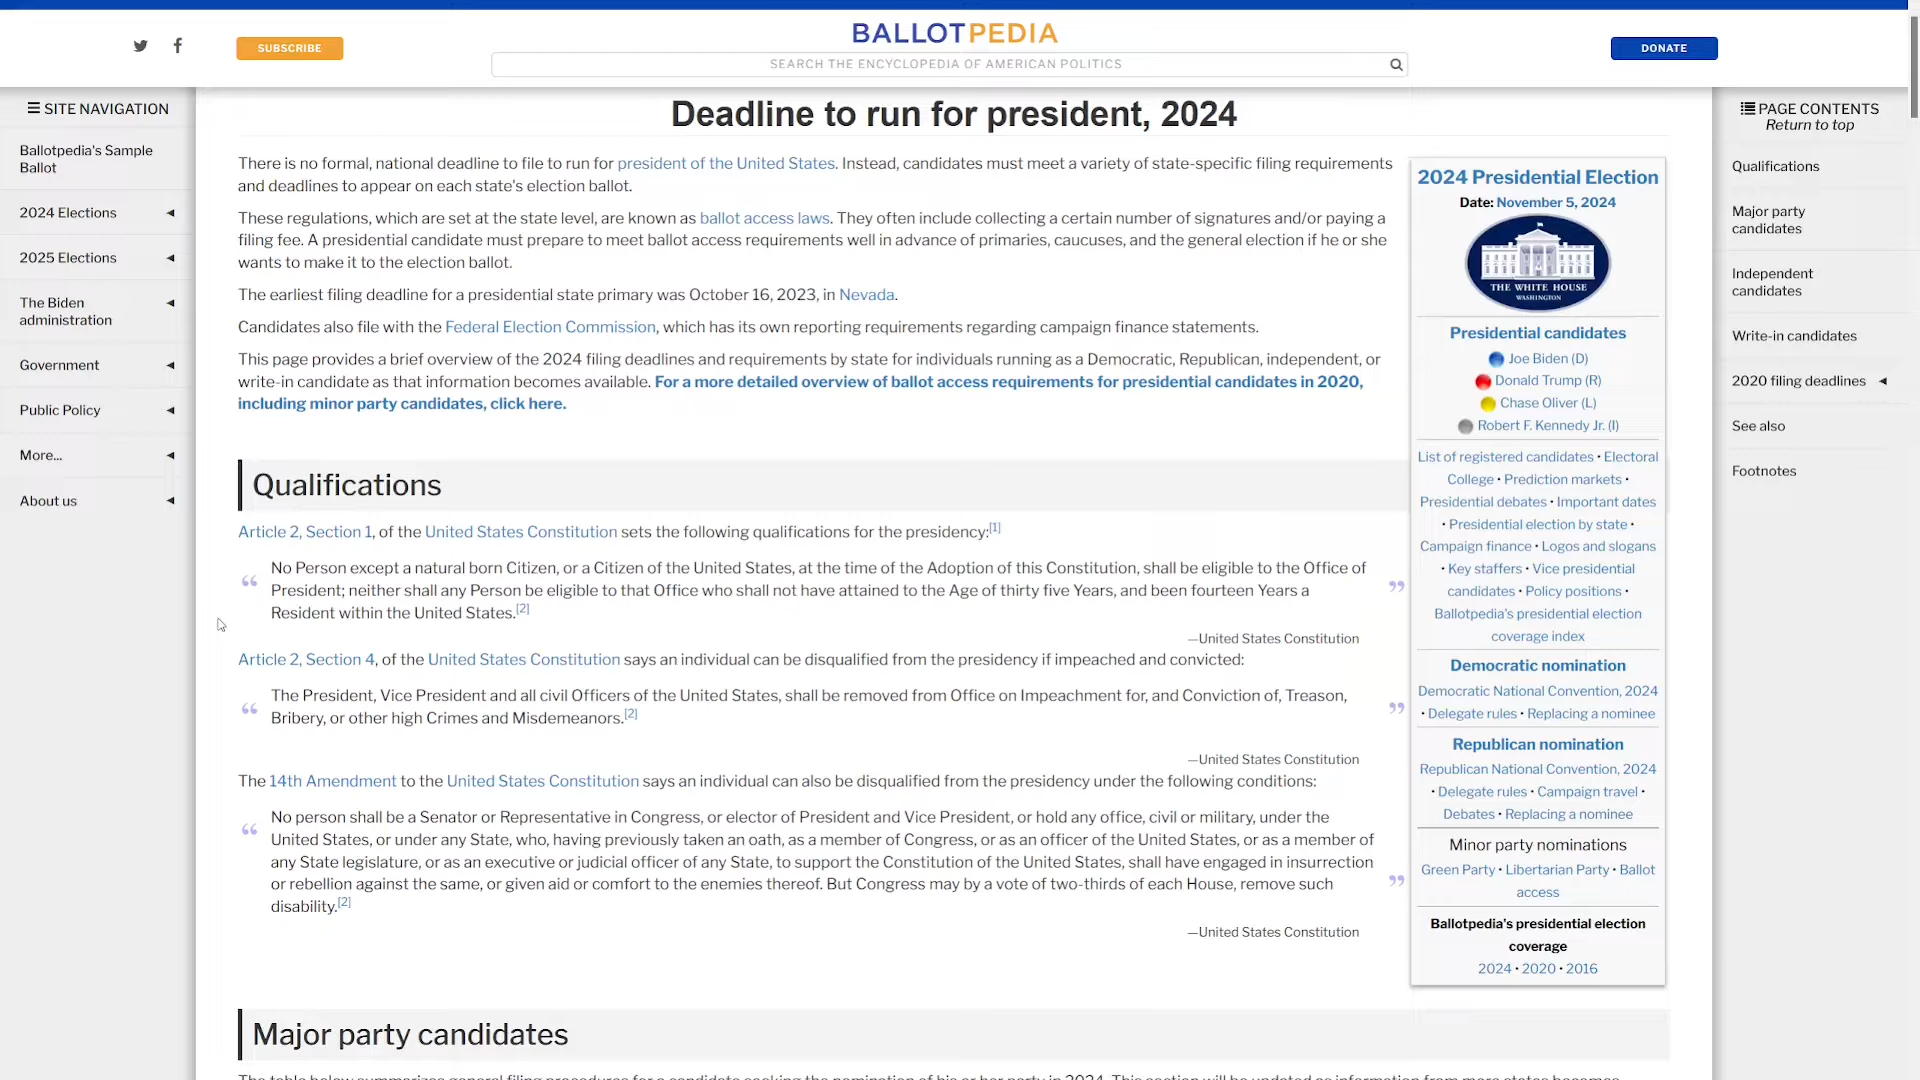 BALLOTPEDIA
SUBSCRIBE
SEARCH THE ENCYCLOPEDIA OF AMERICAN POLITICS
DONATE
SITE NAVIGATION
Ballotpedia's Sample
Ballot
2024 Elections
2025 Elections
The Biden
administration
Government
Public Policy
More...
About us
Deadline to run for president, 2024
There is no formal, national deadline to file to run for president of the United States. Instead, candidates must meet a variety of state-specific filing requirements
and deadlines to appear on each state's election ballot.
These regulations, which are set at the state level, are known as ballot access laws. They often include collecting a certain number of signatures and/or paying a
filing fee. A presidential candidate must prepare to meet ballot access requirements well in advance of primaries, caucuses, and the general election if he or she
wants to make it to the election ballot.
The earliest filing deadline for a presidential state primary was October 16, 2023, in Nevada.
Candidates also file with the Federal Election Commission, which has its own reporting requirements regarding campaign finance statements.
This page provides a brief overview of the 2024 filing deadlines and requirements by state for individuals running as a Democratic, Republican, independent, or
write-in candidate as that information becomes available. For a more detailed overview of ballot access requirements for presidential candidates in 2020,
including minor party candidates, click here.
Qualifications
Article 2, Section 1, of the United States Constitution sets the following qualifications for the presidency:[1]
“ No Person except a natural born Citizen, or a Citizen of the United States, at the time of the Adoption of this Constitution, shall be eligible to the Office of
President; neither shall any Person be eligible to that Office who shall not have attained to the Age of thirty five Years, and been fourteen Years a
Resident within the United States.[2] ”
—United States Constitution
Article 2, Section 4, of the United States Constitution says an individual can be disqualified from the presidency if impeached and convicted:
“ The President, Vice President and all civil Officers of the United States, shall be removed from Office on Impeachment for, and Conviction of, Treason,
Bribery, or other high Crimes and Misdemeanors.[2] ”
—United States Constitution
The 14th Amendment to the United States Constitution says an individual can also be disqualified from the presidency under the following conditions:
“ No person shall be a Senator or Representative in Congress, or elector of President and Vice President, or hold any office, civil or military, under the
United States, or under any State, who, having previously taken an oath, as a member of Congress, or as an officer of the United States, or as a member of
any State legislature, or as an executive or judicial officer of any State, to support the Constitution of the United States, shall have engaged in insurrection
or rebellion against the same, or given aid or comfort to the enemies thereof. But Congress may by a vote of two-thirds of each House, remove such
disability.[2] ”
—United States Constitution
Major party candidates
The table below summarizes general filing procedures for a candidate seeking the nomination of his or her party in 2024. This section will be updated as information from more states becomes
2024 Presidential Election
Date: November 5, 2024
THE WHITE HOUSE
WASHINGTON
Presidential candidates
Joe Biden (D)
Donald Trump (R)
Chase Oliver (L)
Robert F. Kennedy Jr. (I)
List of registered candidates • Electoral
College • Prediction markets •
Presidential debates • Important dates
• Presidential election by state •
Campaign finance • Logos and slogans
• Key staffers • Vice presidential
candidates • Policy positions •
Ballotpedia's presidential election
coverage index
Democratic nomination
Democratic National Convention, 2024
• Delegate rules • Replacing a nominee
Republican nomination
Republican National Convention, 2024
• Delegate rules • Campaign travel •
Debates • Replacing a nominee
Minor party nominations
Green Party • Libertarian Party • Ballot
access
Ballotpedia's presidential election
coverage
2024 • 2020 • 2016
PAGE CONTENTS
Return to top
Qualifications
Major party
candidates
Independent
candidates
Write-in candidates
2020 filing deadlines
See also
Footnotes